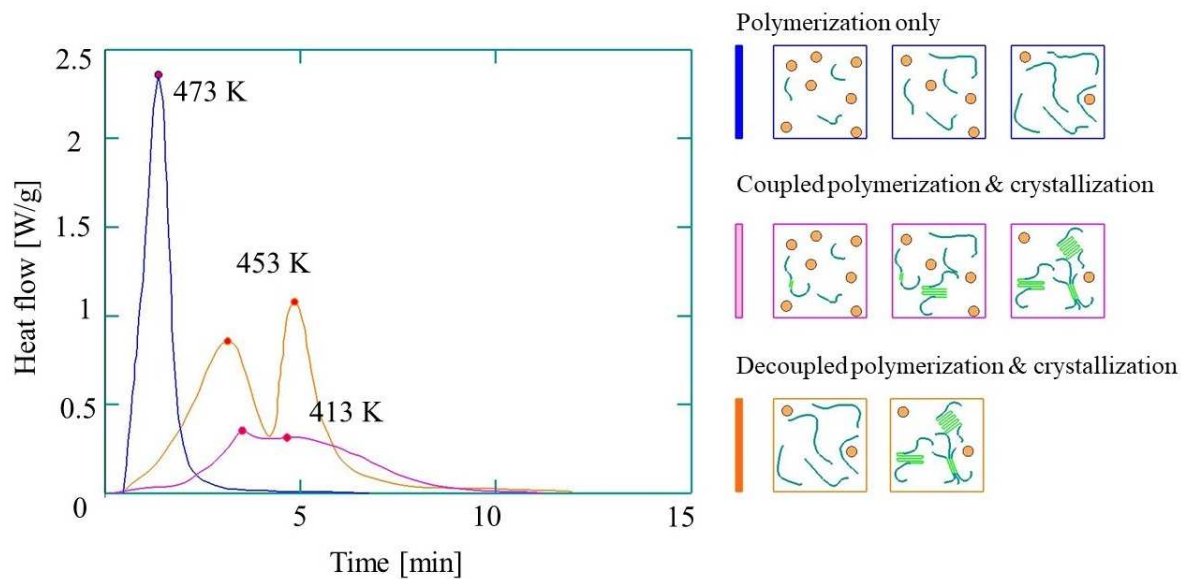 Polymerization only
2.5
473 K
2
Coupled polymerization & crystallization
1.5
453 K
1
Decoupled polymerization & crystallization
413 K
0.5
0
5
10
15
Heat flow [W/g]
Time [min]